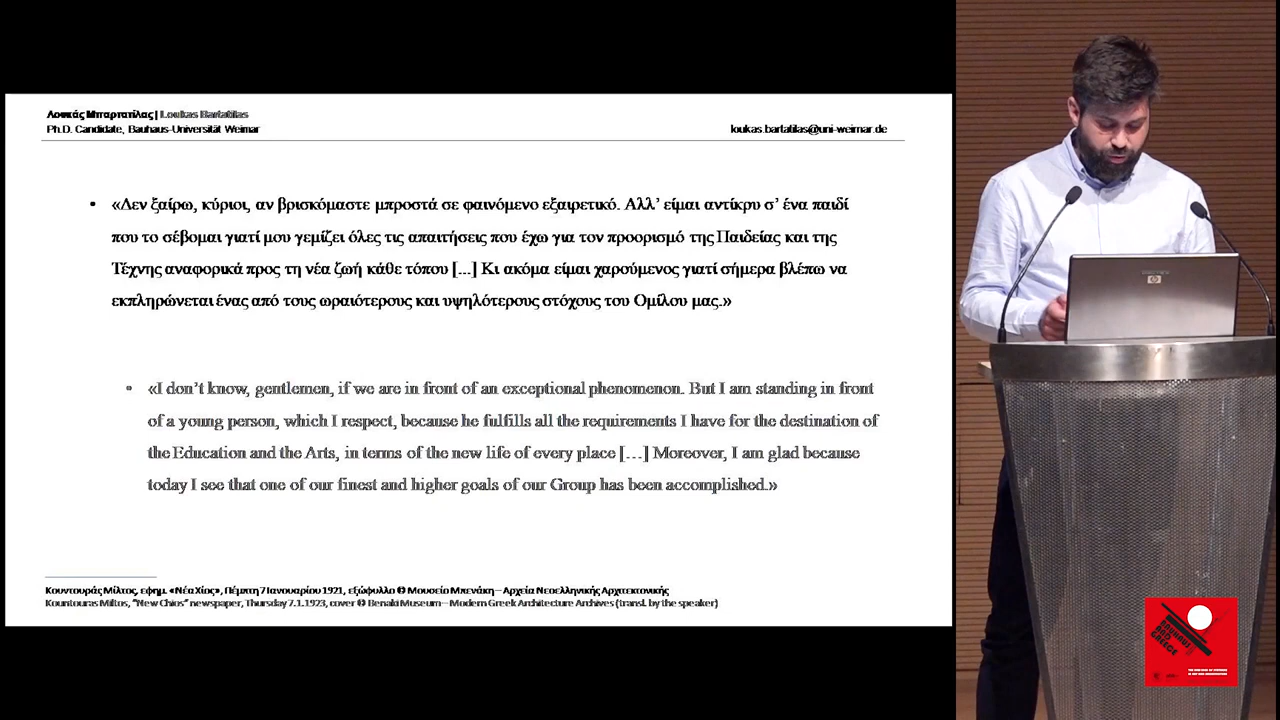 Λουκάς Μπαρτατίλας | Loukas Bartatilas
Ph.D. Candidate, Bauhaus-Universität Weimar
loukas.bartatilas@uni-weimar.de
• «Δεν ξαίρω, κύριοι, αν βρισκόμαστε μπροστά σε φαινόμενο εξαιρετικό. Αλλ’ είμαι αντίκρυ σ’ ένα παιδί
που το σέβομαι γιατί μου γεμίζει όλες τις απαιτήσεις που έχω για τον προορισμό της Παιδείας και της
Τέχνης αναφορικά προς τη νέα ζωή κάθε τόπου [...] Κι ακόμα είμαι χαρούμενος γιατί σήμερα βλέπω να
εκπληρώνεται ένας από τους ωραιότερους και υψηλότερους στόχους του Ομίλου μας.»
• «I don’t know, gentlemen, if we are in front of an exceptional phenomenon. But I am standing in front
of a young person, which I respect, because he fulfills all the requirements I have for the destination of
the Education and the Arts, in terms of the new life of every place […] Moreover, I am glad because
today I see that one of our finest and higher goals of our Group has been accomplished.»
Κουντουράς Μίλτος, εφημ. «Νέα Χίος», Πέμπτη 7 Ιανουαρίου 1921, εξώφυλλο © Μουσείο Μπενάκη – Αρχεία Νεοελληνικής Αρχιτεκτονικής
Kountouras Miltos, “New Chios” newspaper, Thursday 7.1.1923, cover © Benaki Museum – Modern Greek Architecture Archives (transl. by the speaker)
hp
BAUHAUS
AND
GREECE